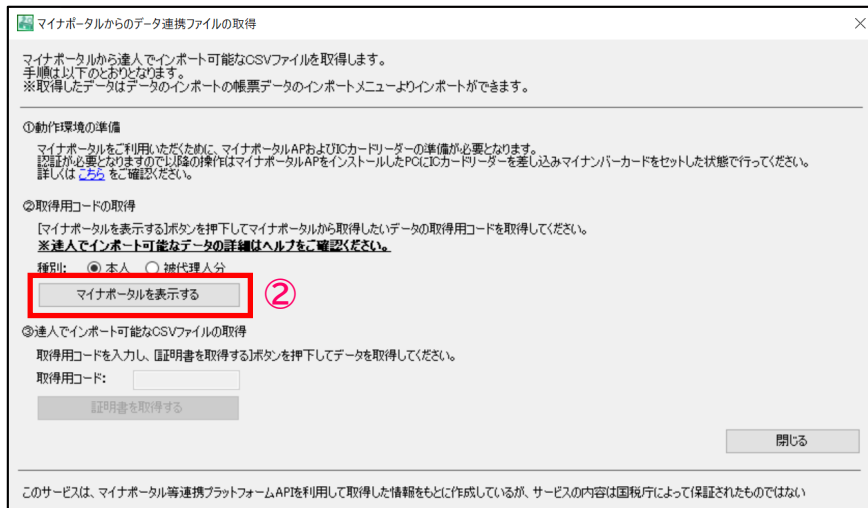 マイナポータルからのデータ連携ファイルの取得
マイナポータルから達人でインポート可能なCSVファイルを取得します。
手順は以下のとおりとなります。
※取得したデータはデータのインポートの帳票データのインポートメニューよりインポートができます。
①動作環境の準備
マイナポータルをご利用いただくために、マイナポータルAPおよびICカードリーダーの準備が必要となります。
認証が必要となりますので以降の操作はマイナポータルAPをインストールしたPCにICカードリーダーを差し込みマイナンバーカードをセットした状態で行ってください。
詳しくはこちらをご確認ください。
②取得用コードの取得
[マイナポータルを表示する]ボタンを押下してマイナポータルから取得したいデータの取得用コードを取得してください。
※達人でインポート可能なデータの詳細はヘルプをご確認ください。
種別: 本人 被代理人分
マイナポータルを表示する ②
③達人でインポート可能なCSVファイルの取得
取得用コードを入力し、[証明書を取得する]ボタンを押下してデータを取得してください。
取得用コード:
証明書を取得する
閉じる
このサービスは、マイナポータル等連携プラットフォームAPIを利用して取得した情報をもとに作成しているが、サービスの内容は国税庁によって保証されたものではない